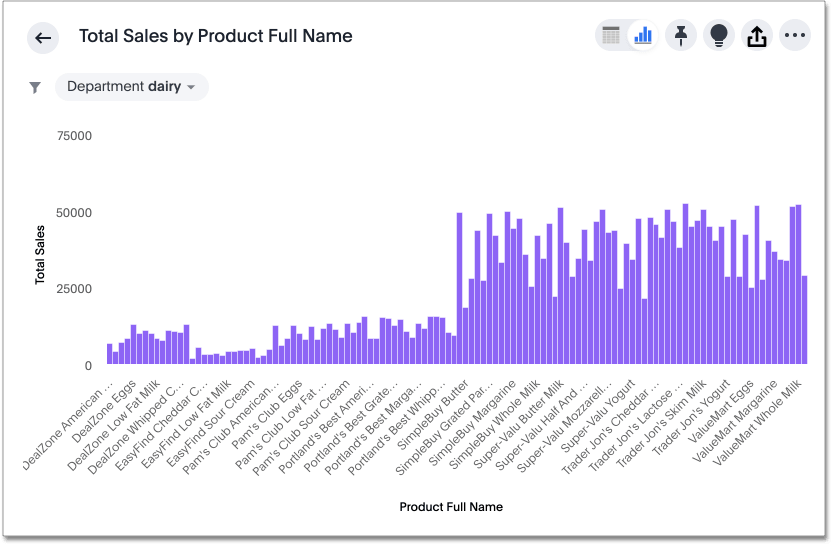 Total Sales by Product Full Name
Department dairy
75000
50000
25000
0
Total Sales
DealZone American ...
DealZone Eggs
DealZone Low Fat Milk
DealZone Whipped C...
EasyFind Cheddar C...
EasyFind Low Fat Milk
EasyFind Sour Cream
Pam's Club American...
Pam's Club Eggs
Pam's Club Low Fat ...
Pam's Club Sour Cream
Portland's Best Ameri...
Portland's Best Grate...
Portland's Best Marga...
Portland's Best Whipp...
SimpleBuy Butter
SimpleBuy Grated Par...
SimpleBuy Margarine
SimpleBuy Whole Milk
Super-Valu Butter Milk
Super-Valu Half And ...
Super-Valu Mozzarell...
Super-Valu Yogurt
Trader Jon's Cheddar ...
Trader Jon's Lactose ...
Trader Jon's Skim Milk
Trader Jon's Yogurt
ValueMart Eggs
ValueMart Margarine
ValueMart Whole Milk
Product Full Name